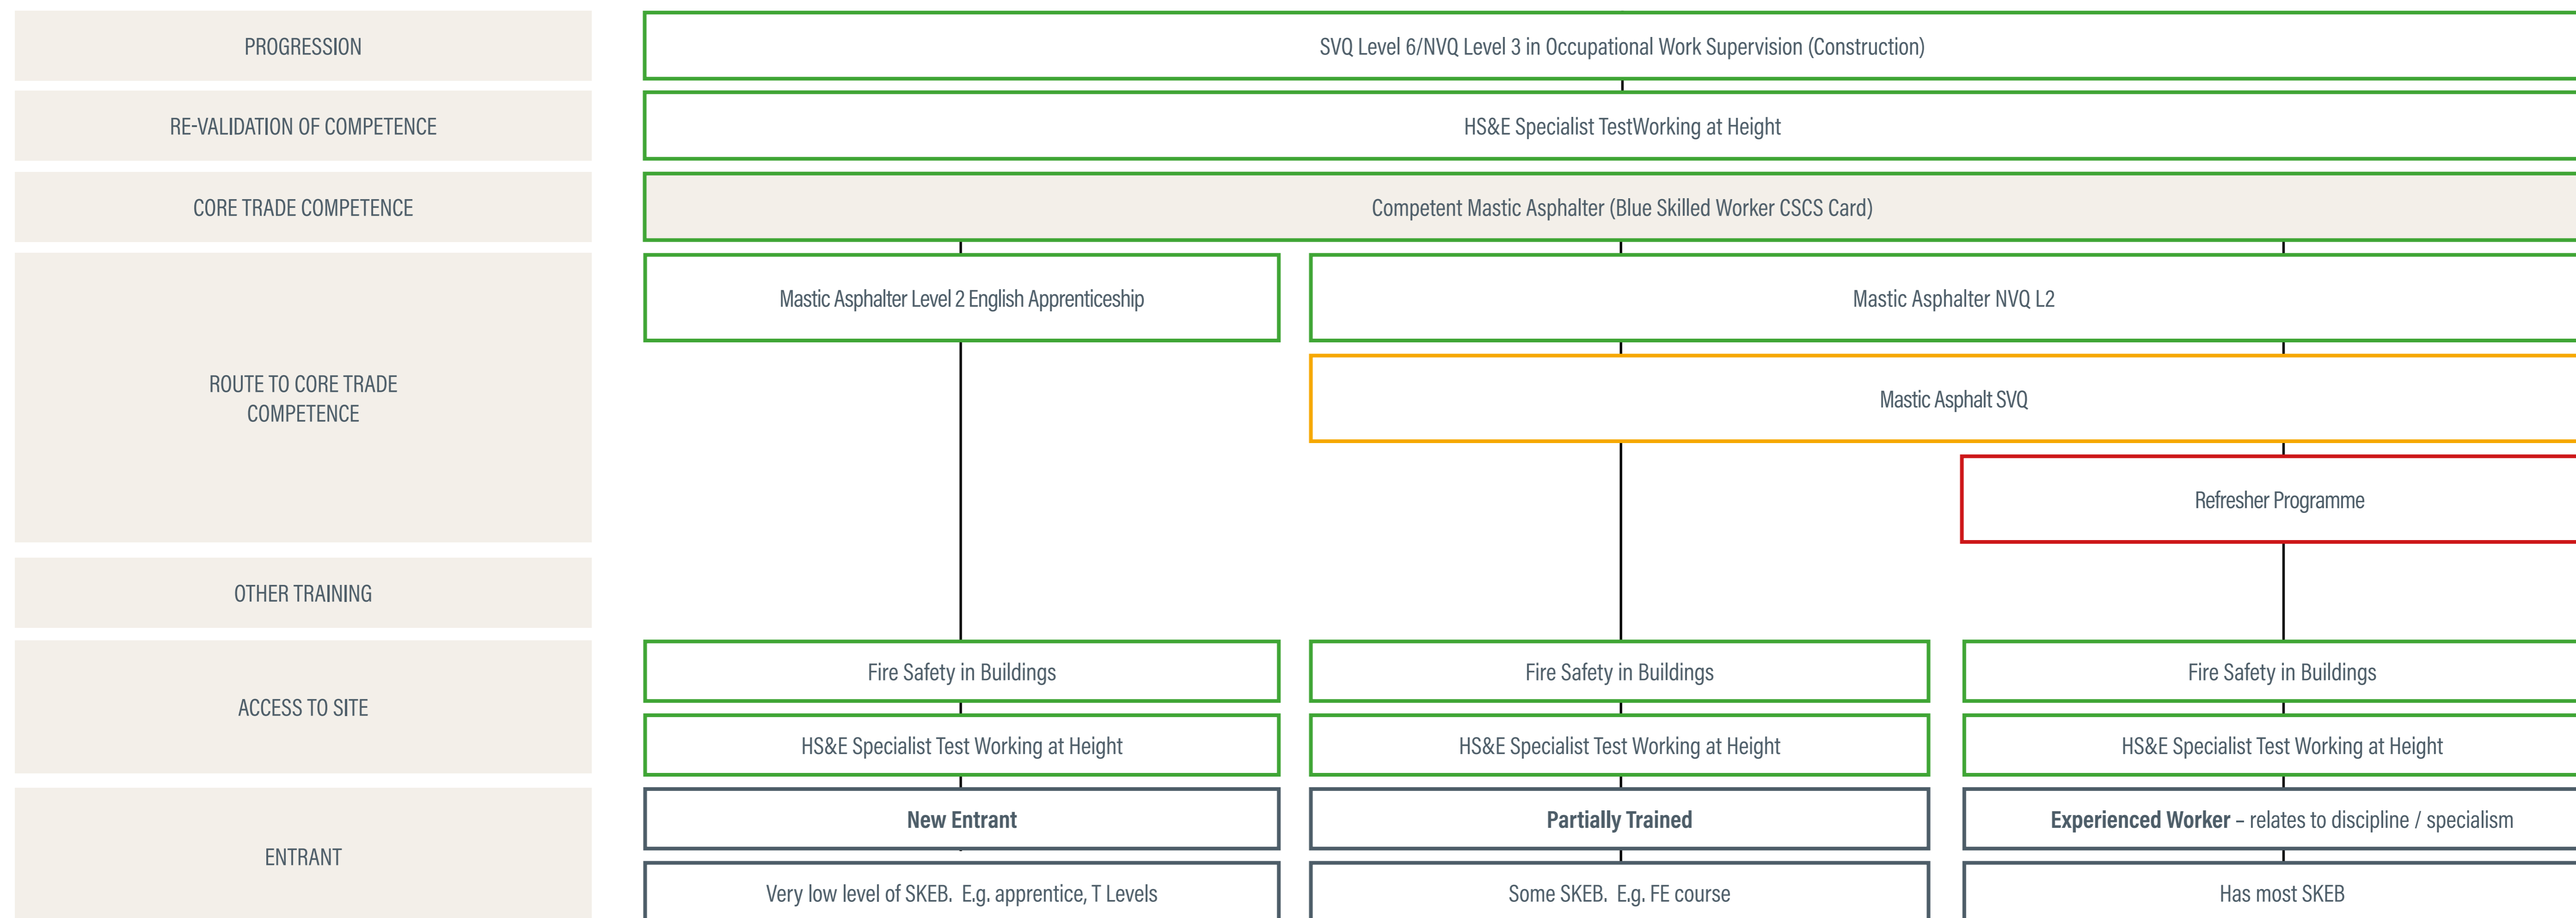 PROGRESSION
SVQ Level 6/NVQ Level 3 in Occupational Work Supervision (Construction)
RE-VALIDATION OF COMPETENCE
HS&E Specialist TestWorking at Height
CORE TRADE COMPETENCE
Competent Mastic Asphalter (Blue Skilled Worker CSCS Card)
ROUTE TO CORE TRADE
COMPETENCE
Mastic Asphalter Level 2 English Apprenticeship
Mastic Asphalter NVQ L2
Mastic Asphalt SVQ
Refresher Programme
OTHER TRAINING
ACCESS TO SITE
Fire Safety in Buildings
Fire Safety in Buildings
Fire Safety in Buildings
HS&E Specialist Test Working at Height
HS&E Specialist Test Working at Height
HS&E Specialist Test Working at Height
ENTRANT
New Entrant
Partially Trained
Experienced Worker – relates to discipline / specialism
Very low level of SKEB.  E.g. apprentice, T Levels
Some SKEB.  E.g. FE course
Has most SKEB